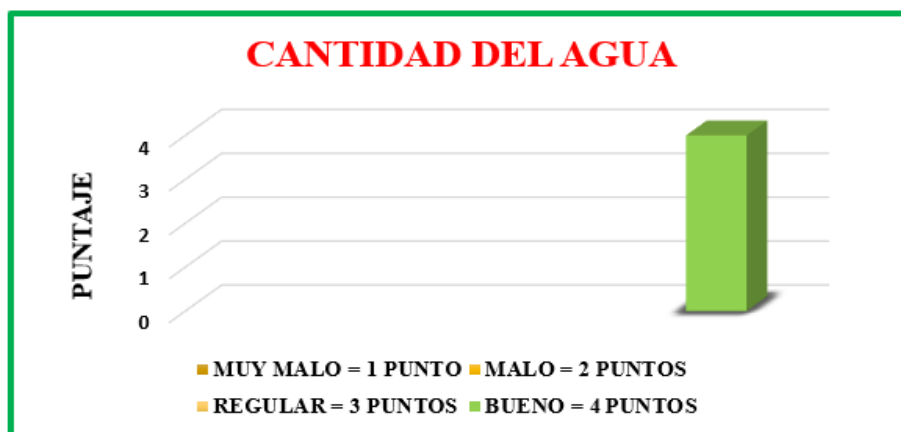 CANTIDAD DEL AGUA
PUNTAJE
4
3
2
1
0
MUY MALO = 1 PUNTO MALO = 2 PUNTOS
REGULAR = 3 PUNTOS BUENO = 4 PUNTOS